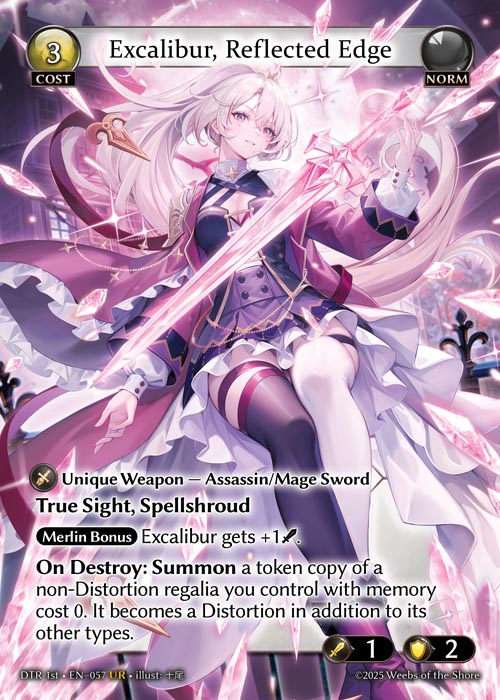 3
COST
Excalibur, Reflected Edge
NORM
Unique Weapon — Assassin/Mage Sword
True Sight, Spellshroud
Merlin Bonus Excalibur gets +1.
On Destroy: Summon a token copy of a
non-Distortion regalia you control with memory
cost 0. It becomes a Distortion in addition to its
other types.
1
2
DTR 1st • EN-057 UR • illust: 十尾
©2025 Weebs of the Shore